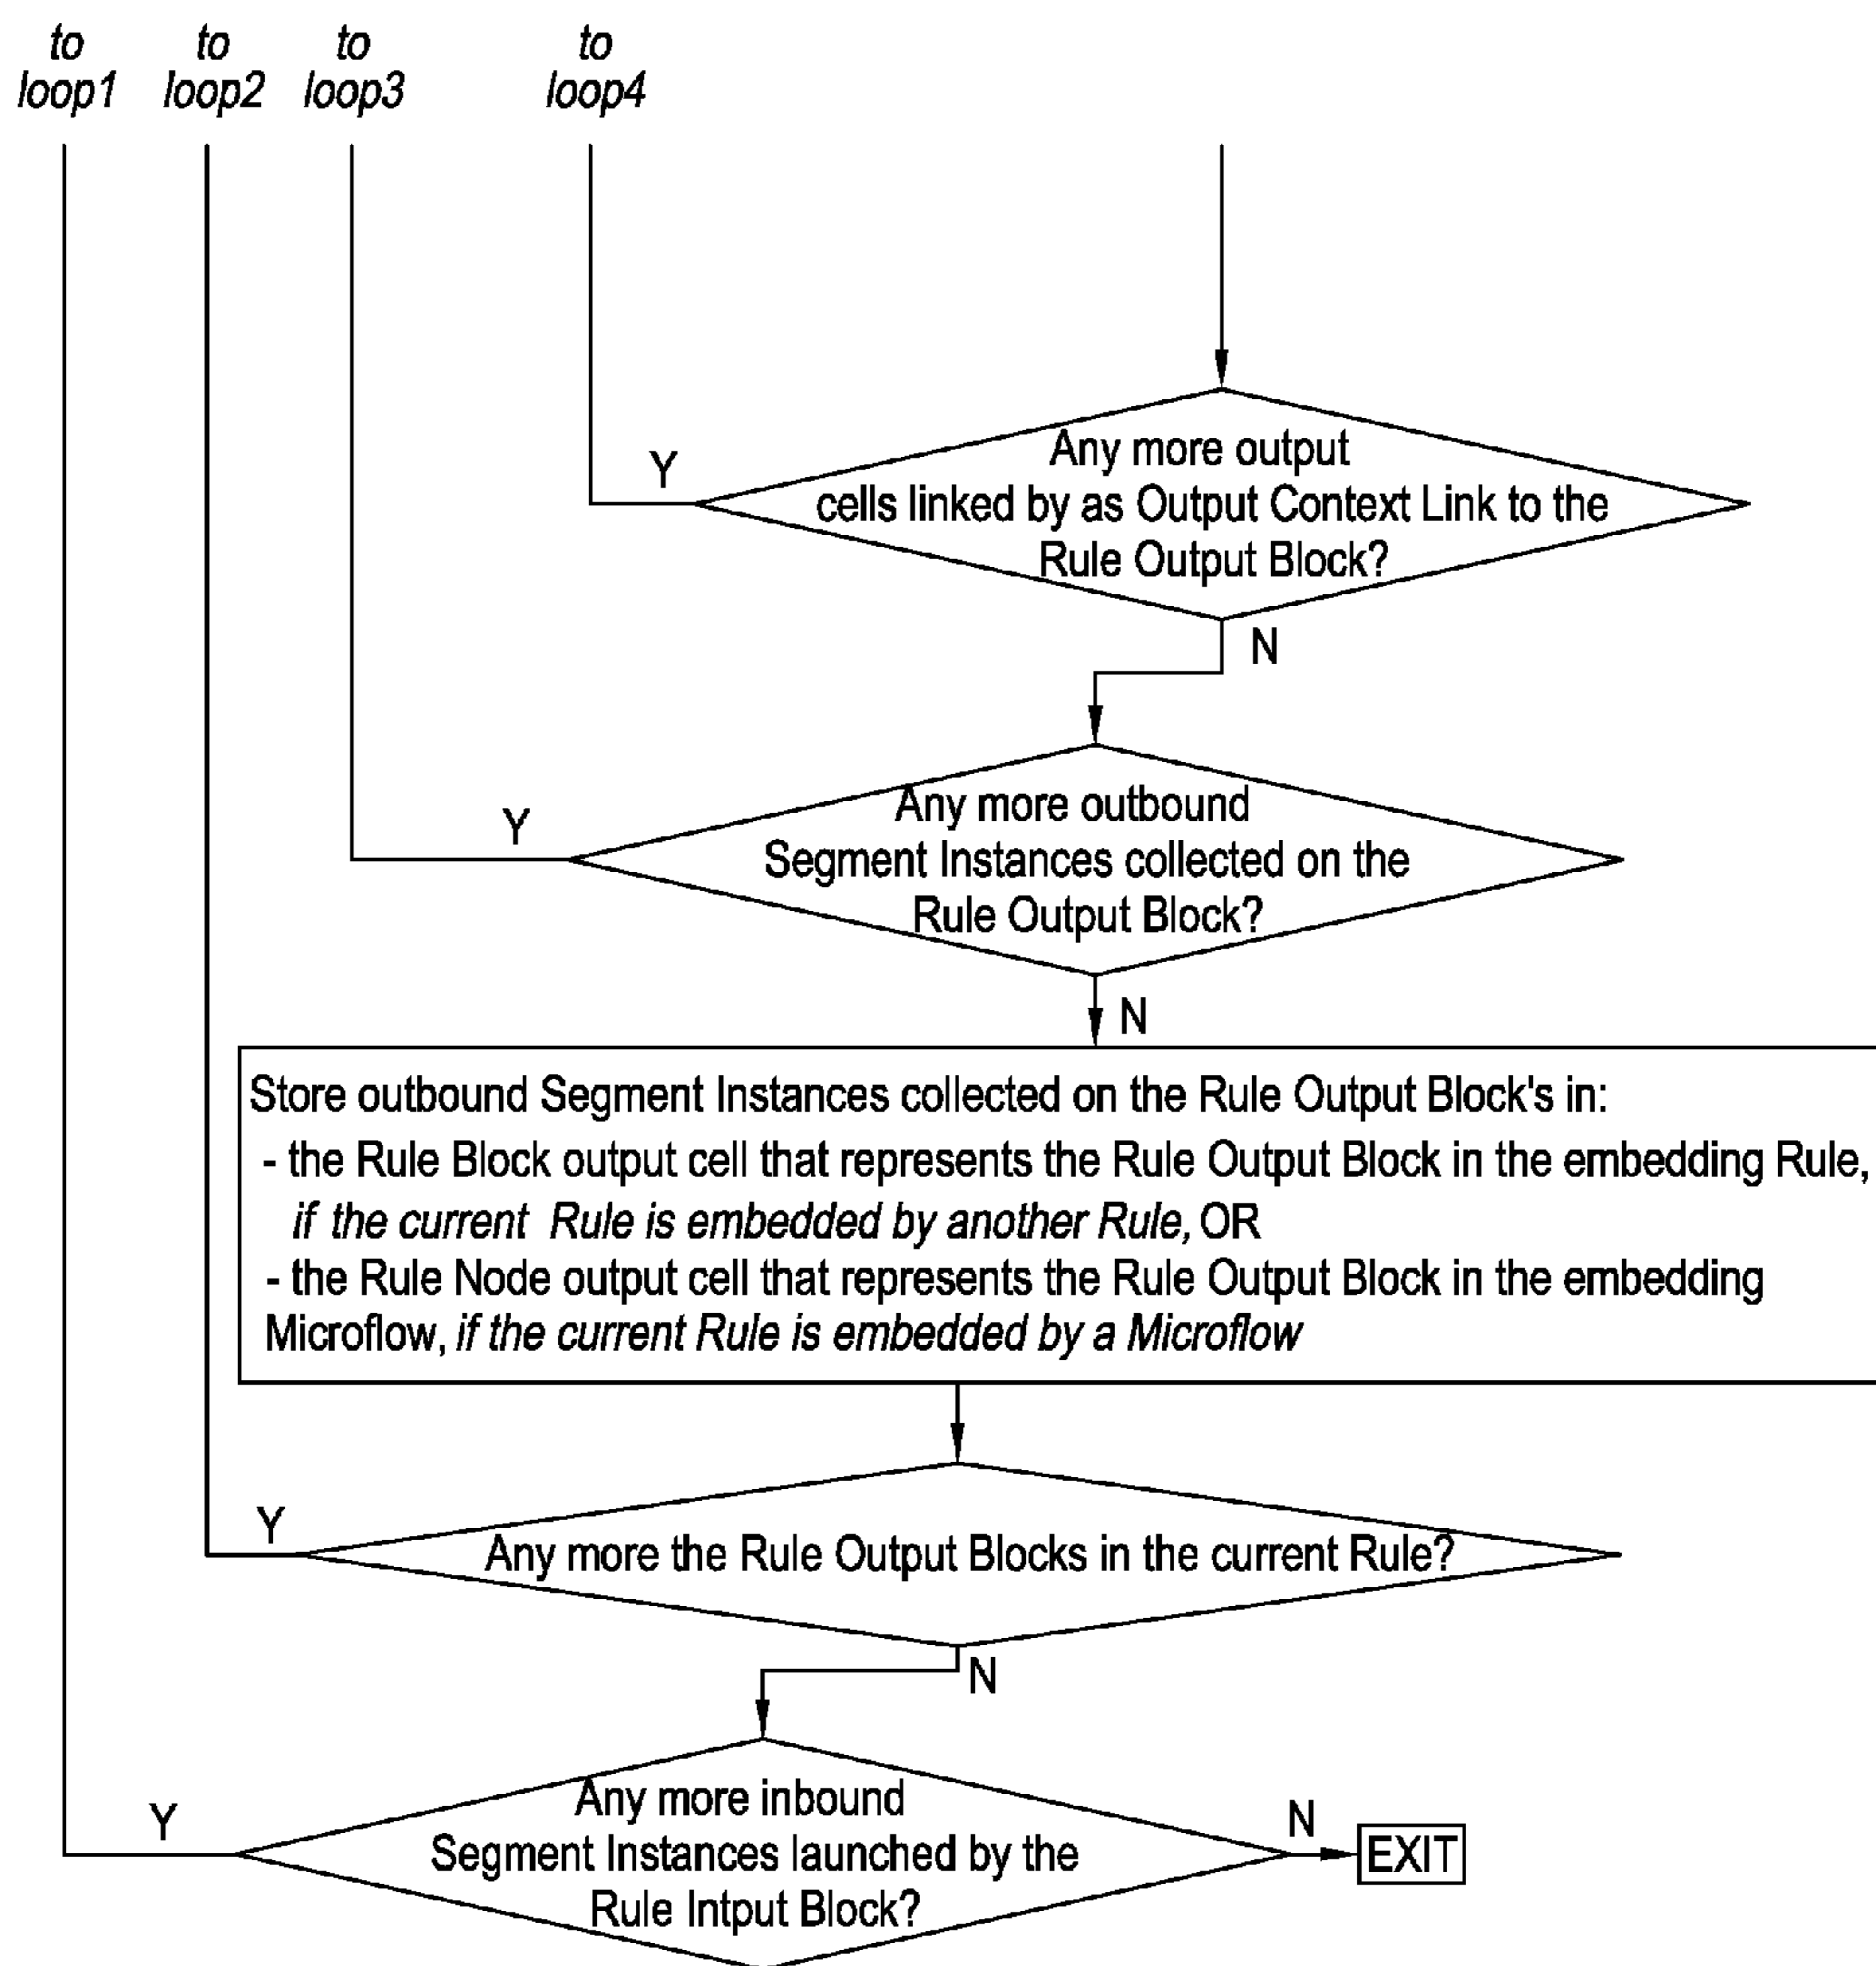 to
loop1
to
loop2
to
loop3
to
loop4
Any more output
cells linked by as Output Context Link to the
Rule Output Block?
Y
N
Any more outbound
Segment Instances collected on the
Rule Output Block?
Y
N
Store outbound Segment Instances collected on the Rule Output Block's in:
- the Rule Block output cell that represents the Rule Output Block in the embedding Rule,
if the current Rule is embedded by another Rule, OR
- the Rule Node output cell that represents the Rule Output Block in the embedding
Microflow, if the current Rule is embedded by a Microflow
Y
Any more the Rule Output Blocks in the current Rule?
N
Any more inbound
Segment Instances launched by the
Rule Intput Block?
Y
N
EXIT